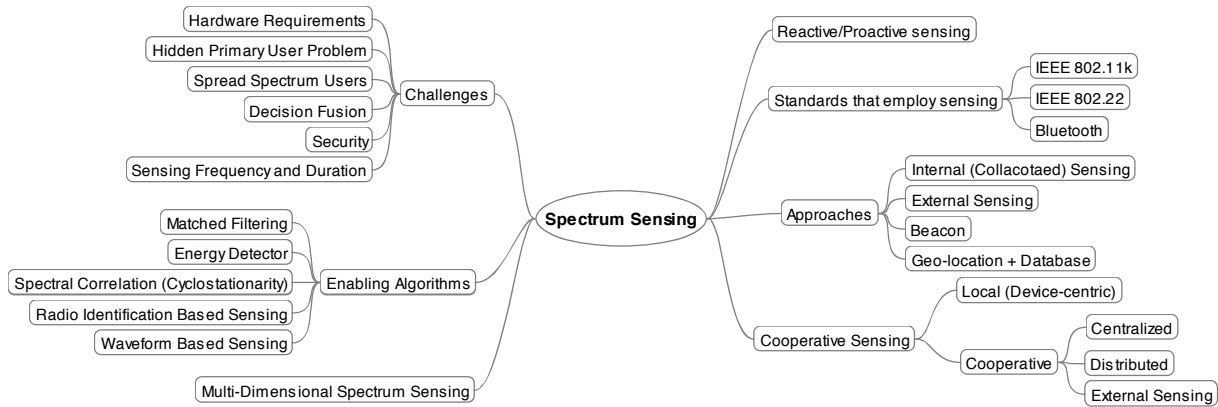 Hardware Requirements
Hidden Primary User Problem
Spread Spectrum Users
Decision Fusion
Security
Sensing Frequency and Duration
Challenges
Matched Filtering
Energy Detector
Spectral Correlation (Cyclostationarity)
Radio Identification Based Sensing
Waveform Based Sensing
Enabling Algorithms
Multi-Dimensional Spectrum Sensing
Spectrum Sensing
Reactive/Proactive sensing
Standards that employ sensing
IEEE 802.11k
IEEE 802.22
Bluetooth
Approaches
Internal (Collacotaed) Sensing
External Sensing
Beacon
Geo-location + Database
Cooperative Sensing
Local (Device-centric)
Cooperative
Centralized
Distributed
External Sensing